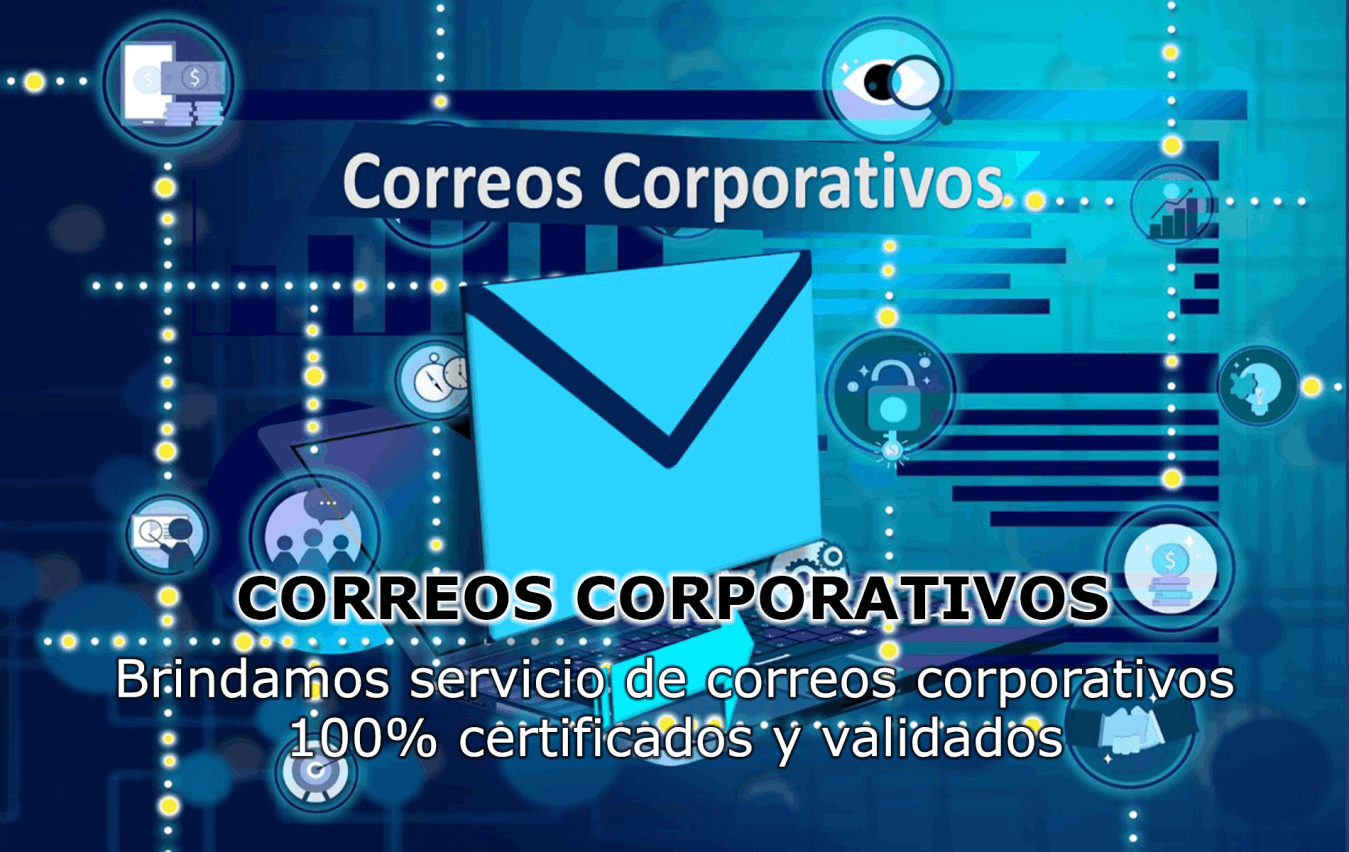 Correos Corporativos
CORREOS CORPORATIVOS
Brindamos servicio de correos corporativos
100% certificados y validados